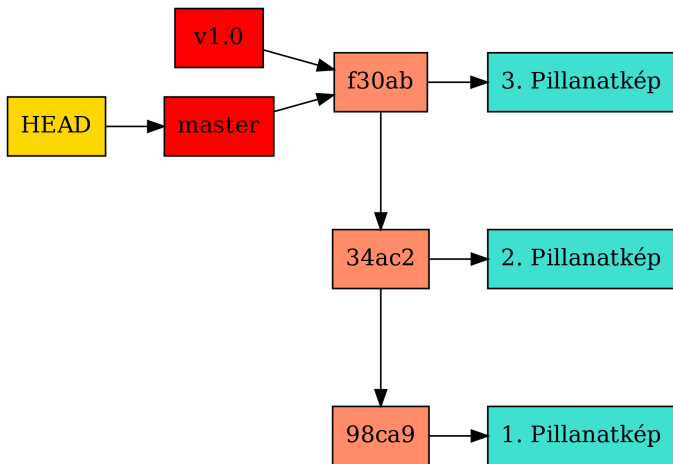 v1.0
f30ab
3. Pillanatkép
HEAD
master
34ac2
2. Pillanatkép
98ca9
1. Pillanatkép